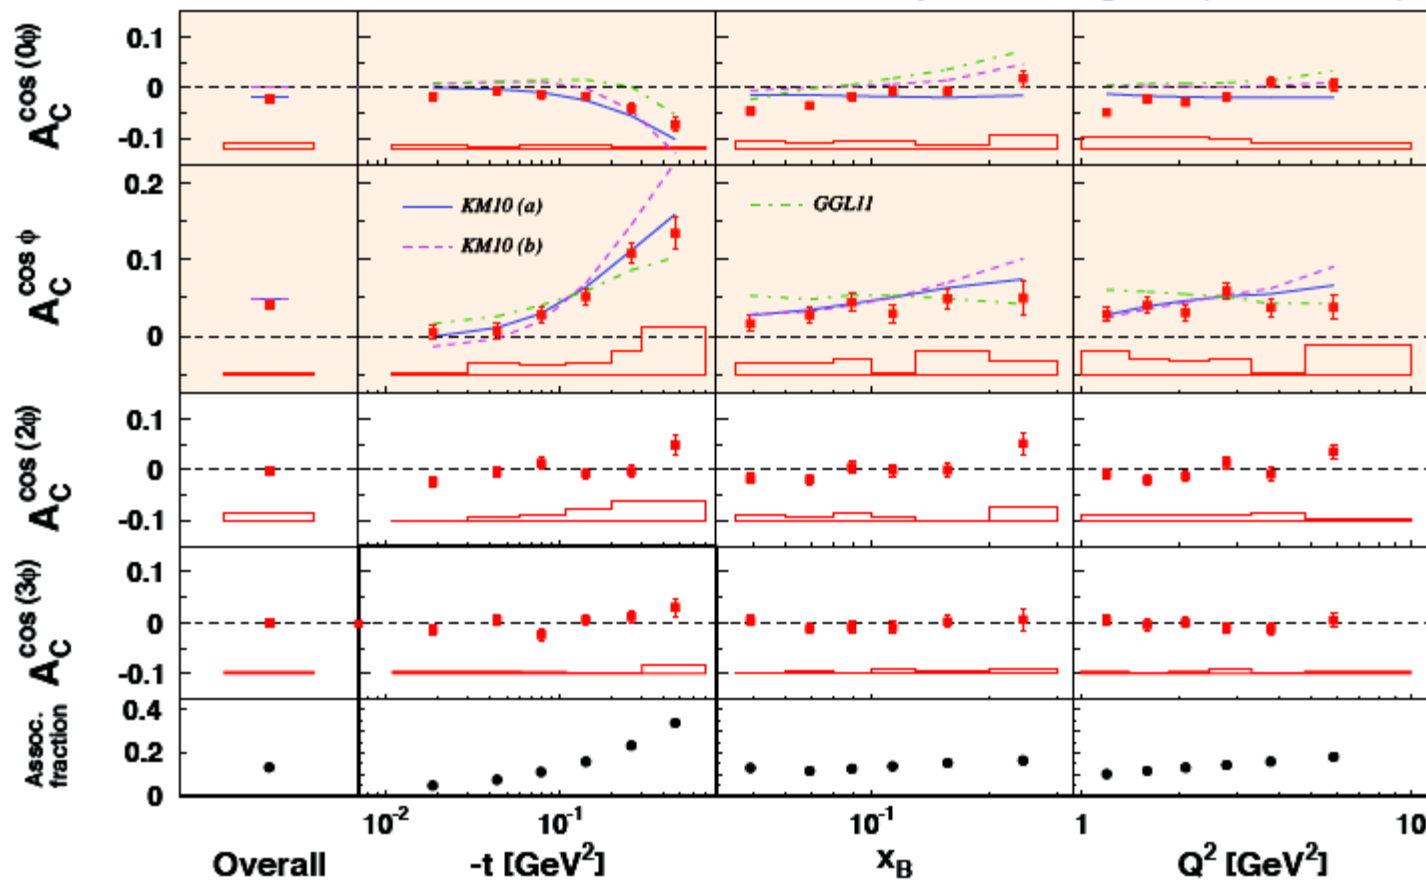 A_C^cos (0ϕ)
0.1
0
-0.1
A_C^cos ϕ
0.2
0.1
0
KM10 (a)
KM10 (b)
GGL11
A_C^cos (2ϕ)
0.1
0
-0.1
A_C^cos (3ϕ)
0.1
0
-0.1
Assoc. fraction
0.4
0.2
0
10^-2
10^-1
10^-1
1
10
Overall
-t [GeV²]
x_B
Q² [GeV²]